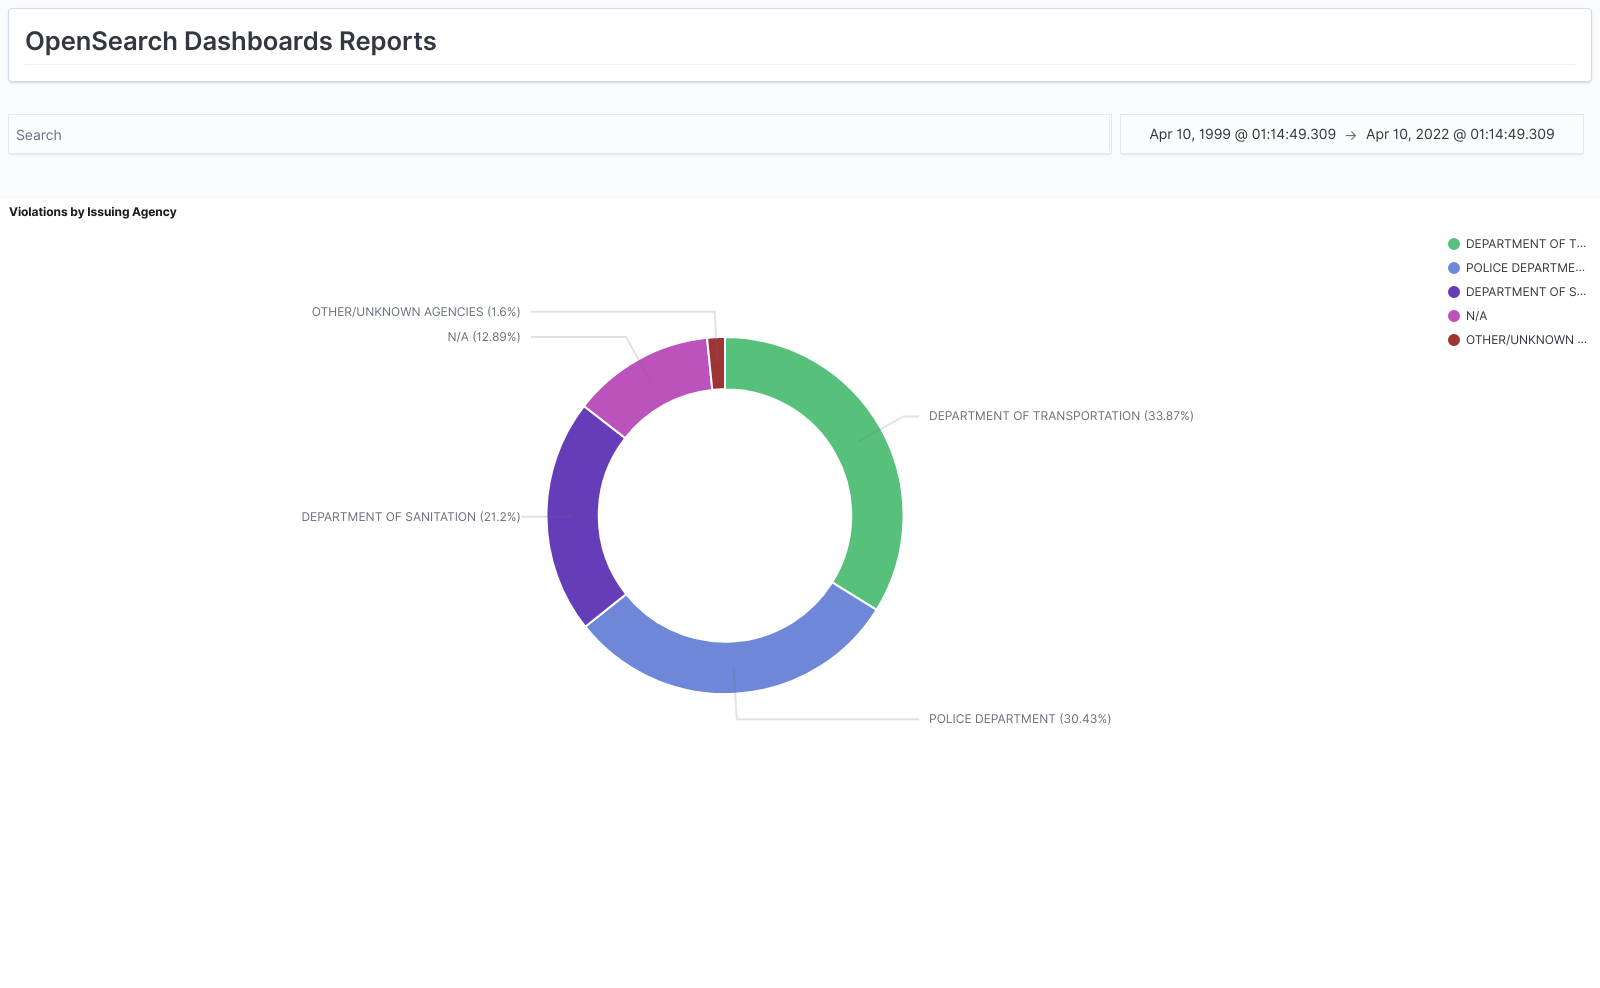 OpenSearch Dashboards Reports
Search
Apr 10, 1999 @ 01:14:49.309 → Apr 10, 2022 @ 01:14:49.309
Violations by Issuing Agency
DEPARTMENT OF T...
POLICE DEPARTME...
DEPARTMENT OF S...
N/A
OTHER/UNKNOWN ...
OTHER/UNKNOWN AGENCIES (1.6%)
N/A (12.89%)
DEPARTMENT OF TRANSPORTATION (33.87%)
DEPARTMENT OF SANITATION (21.2%)
POLICE DEPARTMENT (30.43%)